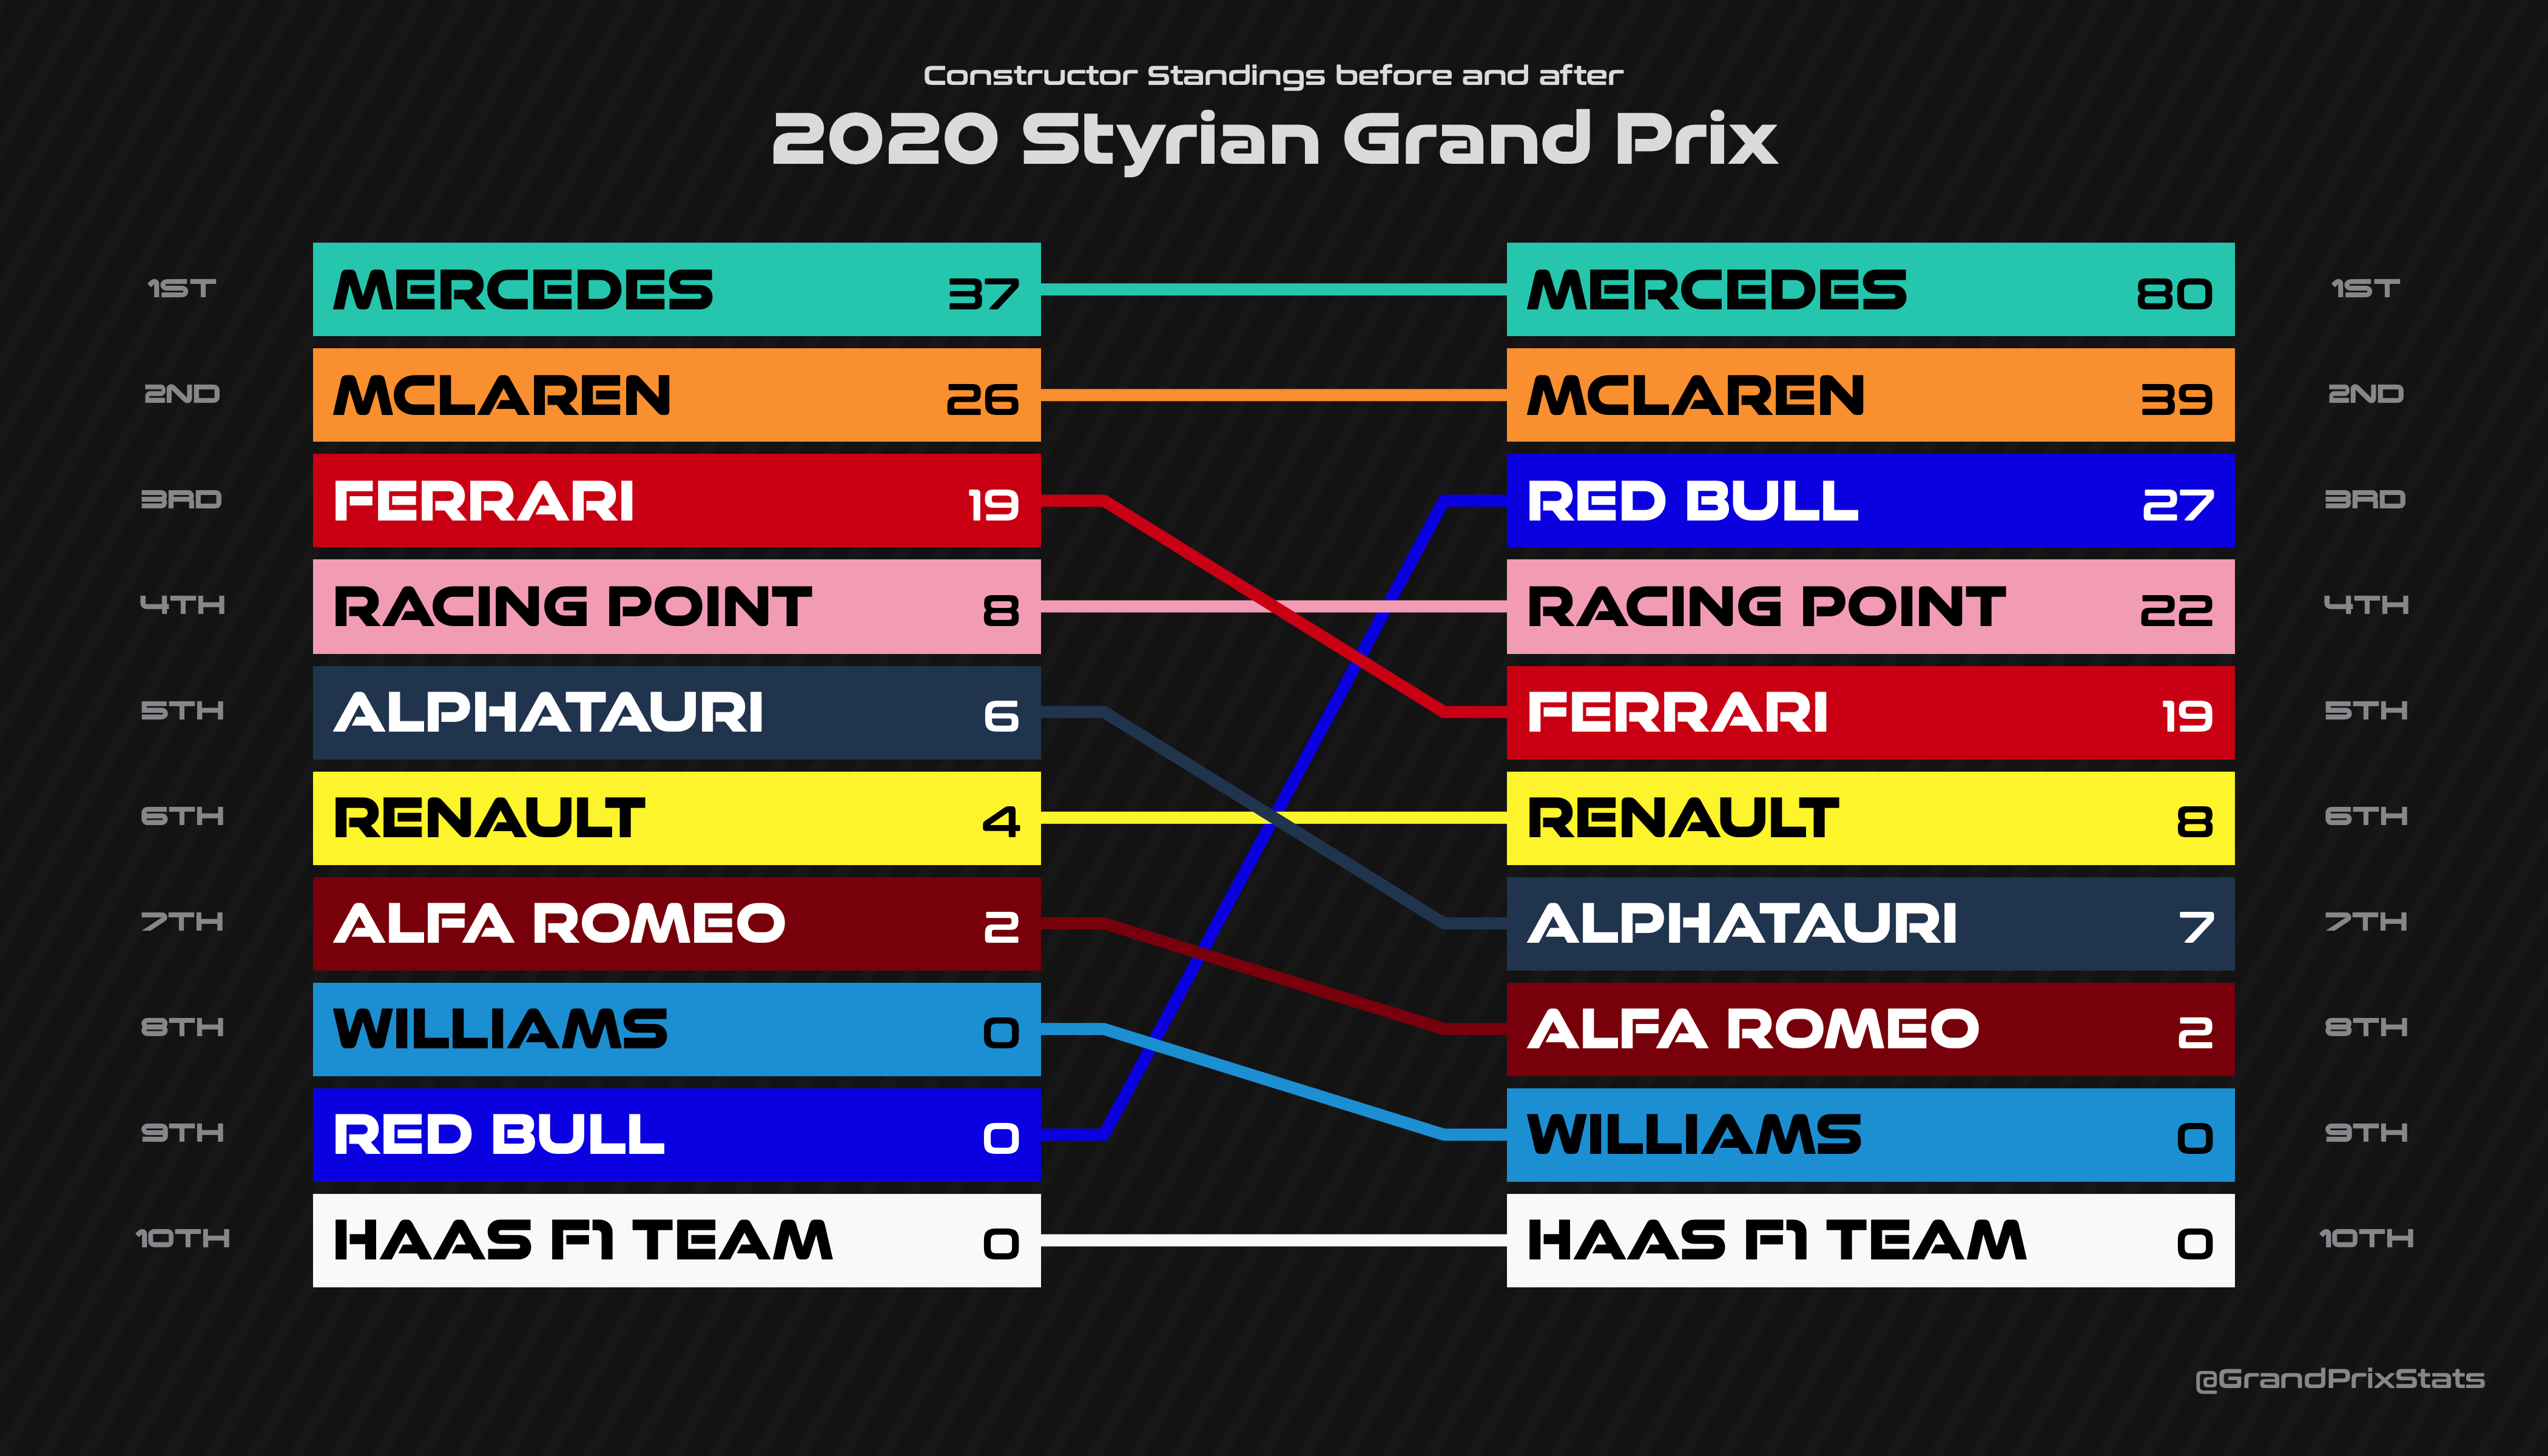 Constructor Standings before and after
2020 Styrian Grand Prix
1ST MERCEDES 37 MERCEDES 80 1ST
2ND MCLAREN 26 MCLAREN 39 2ND
3RD FERRARI 19 RED BULL 27 3RD
4TH RACING POINT 8 RACING POINT 22 4TH
5TH ALPHATAURI 6 FERRARI 19 5TH
6TH RENAULT 4 RENAULT 8 6TH
7TH ALFA ROMEO 2 ALPHATAURI 7 7TH
8TH WILLIAMS 0 ALFA ROMEO 2 8TH
9TH RED BULL 0 WILLIAMS 0 9TH
10TH HAAS F1 TEAM 0 HAAS F1 TEAM 0 10TH
@GrandPrixStats